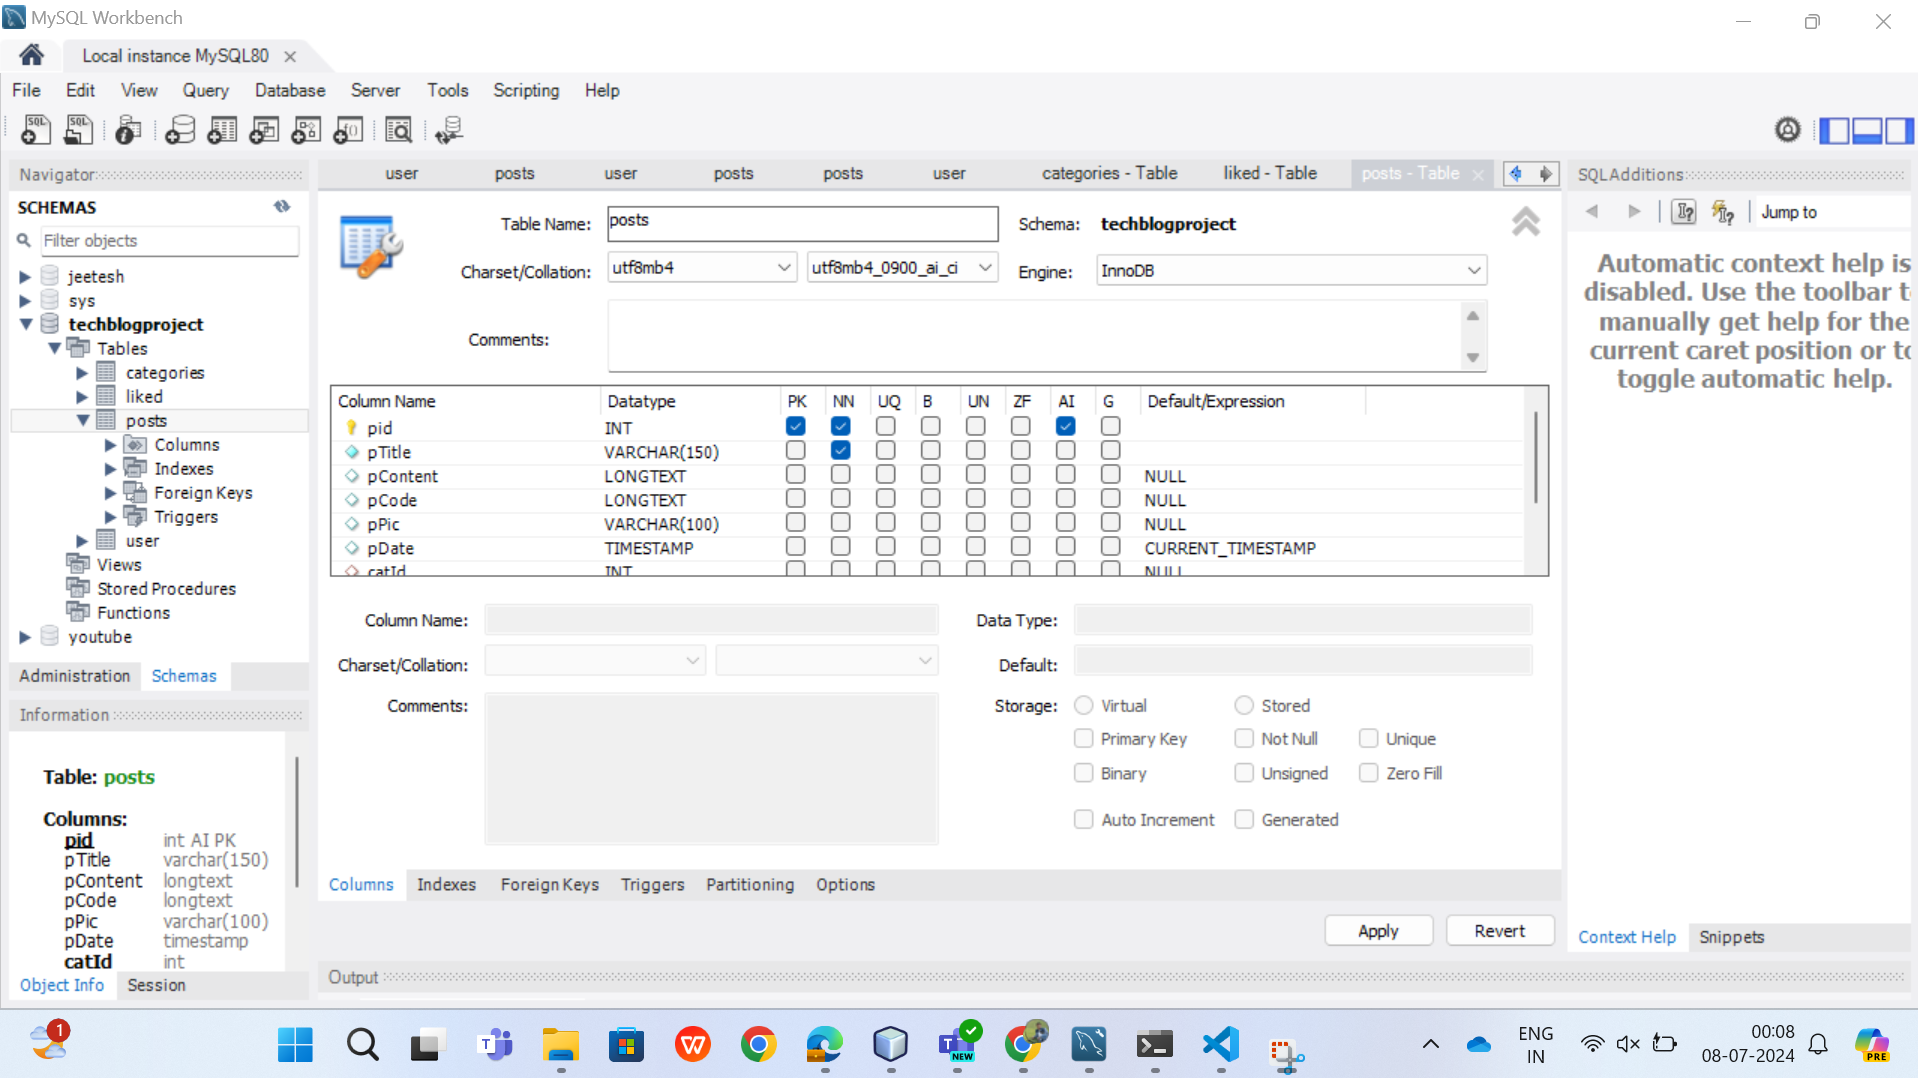 MySQL Workbench
Local instance MySQL80
File Edit View Query Database Server Tools Scripting Help
Navigator
SCHEMAS
Filter objects
jeetesh
sys
techblogproject
Tables
categories
liked
posts
Columns
Indexes
Foreign Keys
Triggers
user
Views
Stored Procedures
Functions
youtube
Administration Schemas
Information
Table: posts
Columns:
pid int AI PK
pTitle varchar(150)
pContent longtext
pCode longtext
pPic varchar(100)
pDate timestamp
catId int
Object Info Session
user posts user posts posts user categories - Table liked - Table posts - Table
Table Name: posts Schema: techblogproject
Charset/Collation: utf8mb4 utf8mb4_0900_ai_ci Engine: InnoDB
Comments:
Column Name Datatype PK NN UQ B UN ZF AI G Default/Expression
pid INT
pTitle VARCHAR(150)
pContent LONGTEXT NULL
pCode LONGTEXT NULL
pPic VARCHAR(100) NULL
pDate TIMESTAMP CURRENT_TIMESTAMP
catId INT NULL
Column Name: Data Type:
Charset/Collation: Default:
Comments: Storage: Virtual Stored
Primary Key Not Null Unique
Binary Unsigned Zero Fill
Auto Increment Generated
Columns Indexes Foreign Keys Triggers Partitioning Options
Apply Revert
Output
SQLAdditions
Jump to
Automatic context help is
disabled. Use the toolbar t
manually get help for the
current caret position or to
toggle automatic help.
Context Help Snippets
1
NEW
ENG
IN
00:08
08-07-2024
PRE